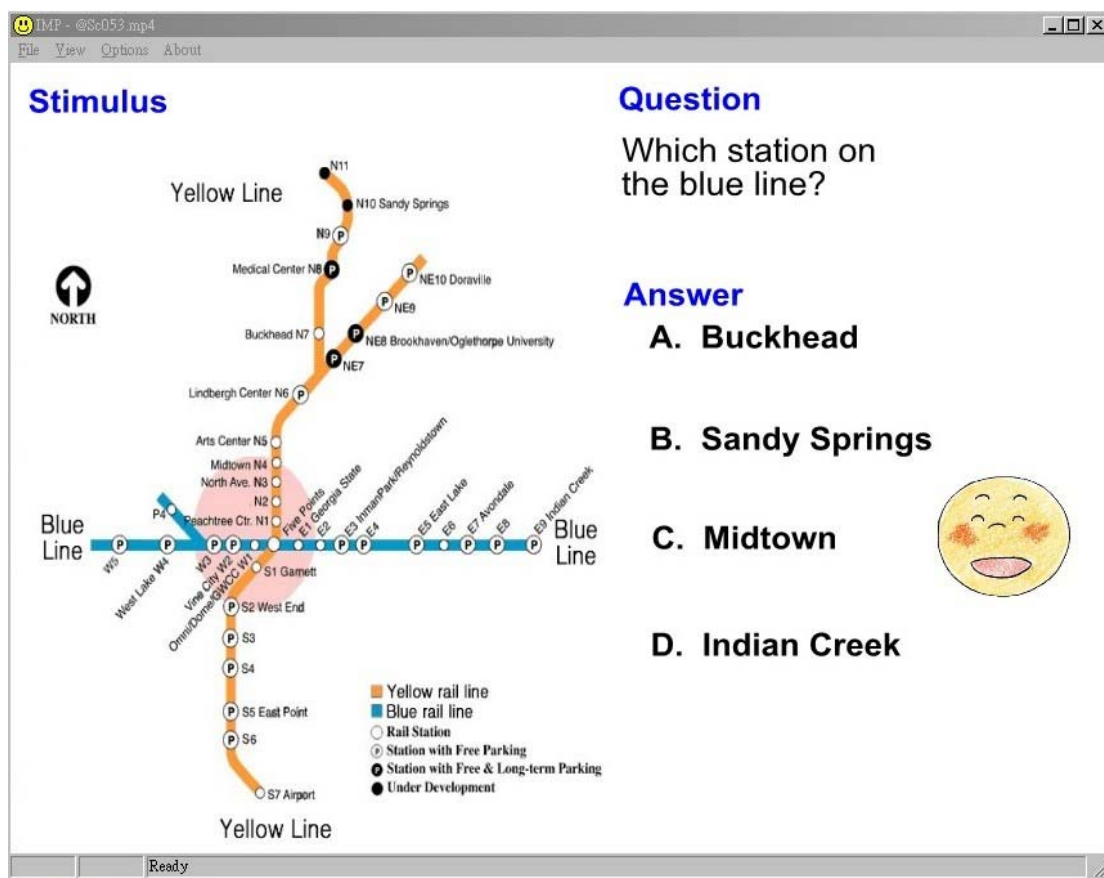 IMP - @Sc053.mp4
File View Options About
Stimulus
Yellow Line
N11
N10 Sandy Springs
N9
P
Medical Center N8
P
P
NE10 Doraville
P
NE9
NORTH
Buckhead N7
P
NE8 Brookhaven/Oglethorpe University
P
NE7
Lindbergh Center N6
P
Arts Center N5
Midtown N4
North Ave. N3
N2
Peachtree Ctr. N1
Five Points
E1 Georgia State
E2
E3 InmanPark/Reynoldstown
E4
E5 East Lake
E6
E7 Avondale
E8
E9 Indian Creek
P4
Blue
Line
P
P
P
P
P
P
P
P
P
P
Blue
Line
W5
West Lake W4
W3
Vine City W2
Omni/Dome/GWCC W1
S1 Garnett
P
S2 West End
P
S3
P
S4
P
S5 East Point
P
S6
S7 Airport
Yellow Line
Yellow rail line
Blue rail line
Rail Station
P
Station with Free Parking
P
Station with Free & Long-term Parking
Under Development
Question
Which station on
the blue line?
Answer
A. Buckhead
B. Sandy Springs
C. Midtown
D. Indian Creek
Ready